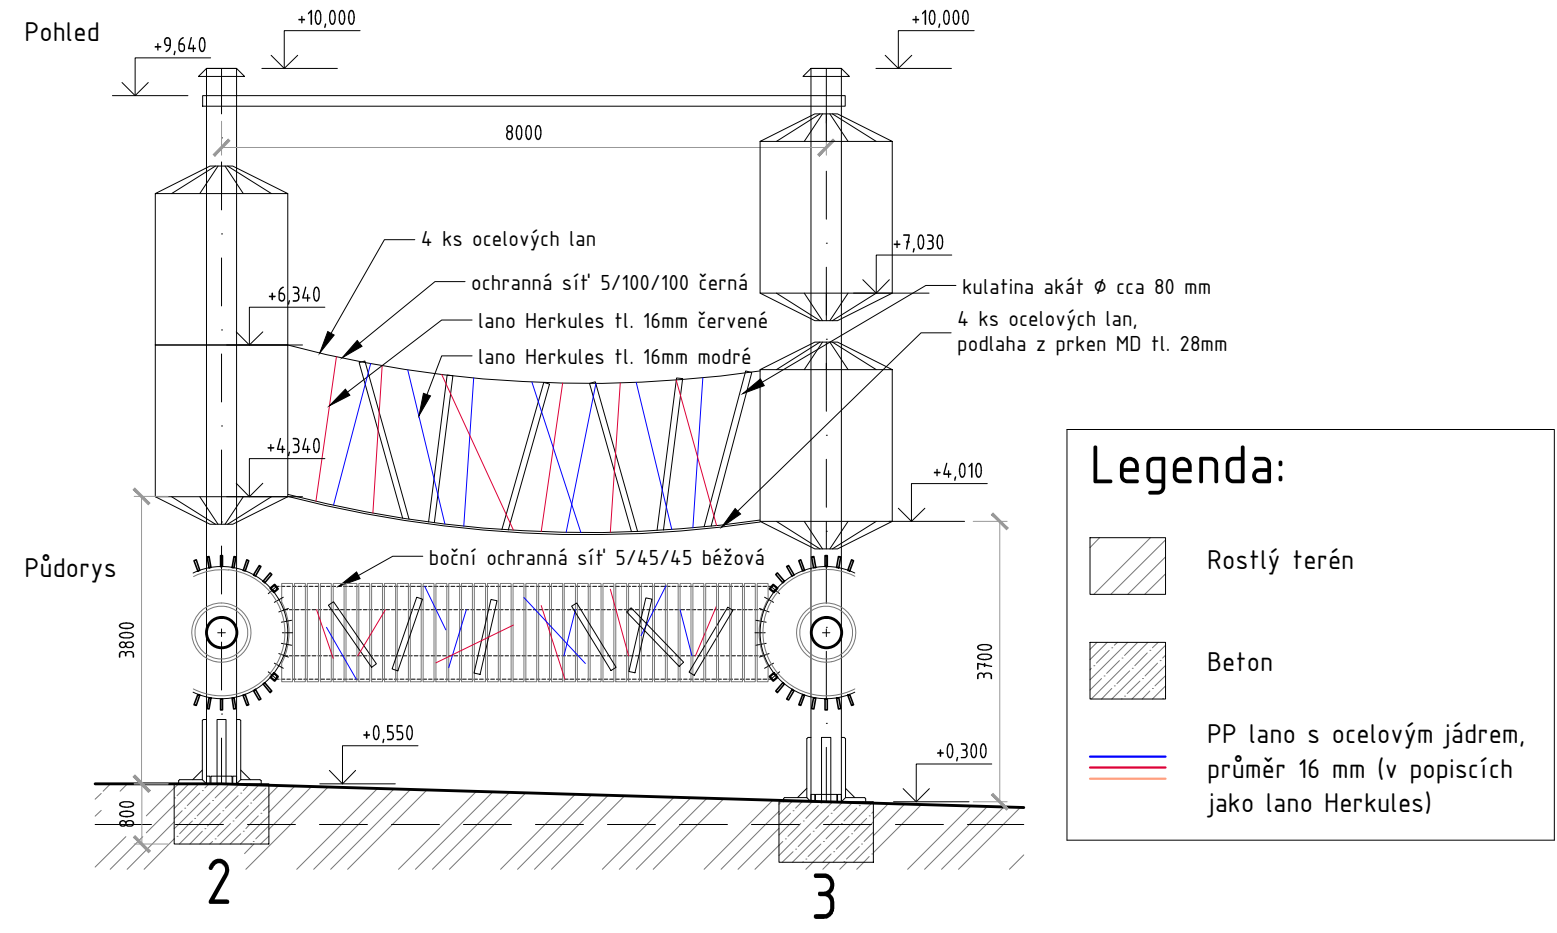 Pohled
+10,000
+10,000
+9,640
8000
4 ks ocelových lan
+7,030
ochranná síť 5/100/100 černá
kulatina akát Ø cca 80 mm
+6,340
lano Herkules tl. 16mm červené
4 ks ocelových lan,
podlaha z prken MD tl. 28mm
lano Herkules tl. 16mm modré
+4,340
+4,010
Legenda:
Půdorys
boční ochranná síť 5/45/45 béžová
Rostlý terén
3800
3700
Beton
+0,550
+0,300
PP lano s ocelovým jádrem,
průměr 16 mm (v popiscích
jako lano Herkules)
800
2
3